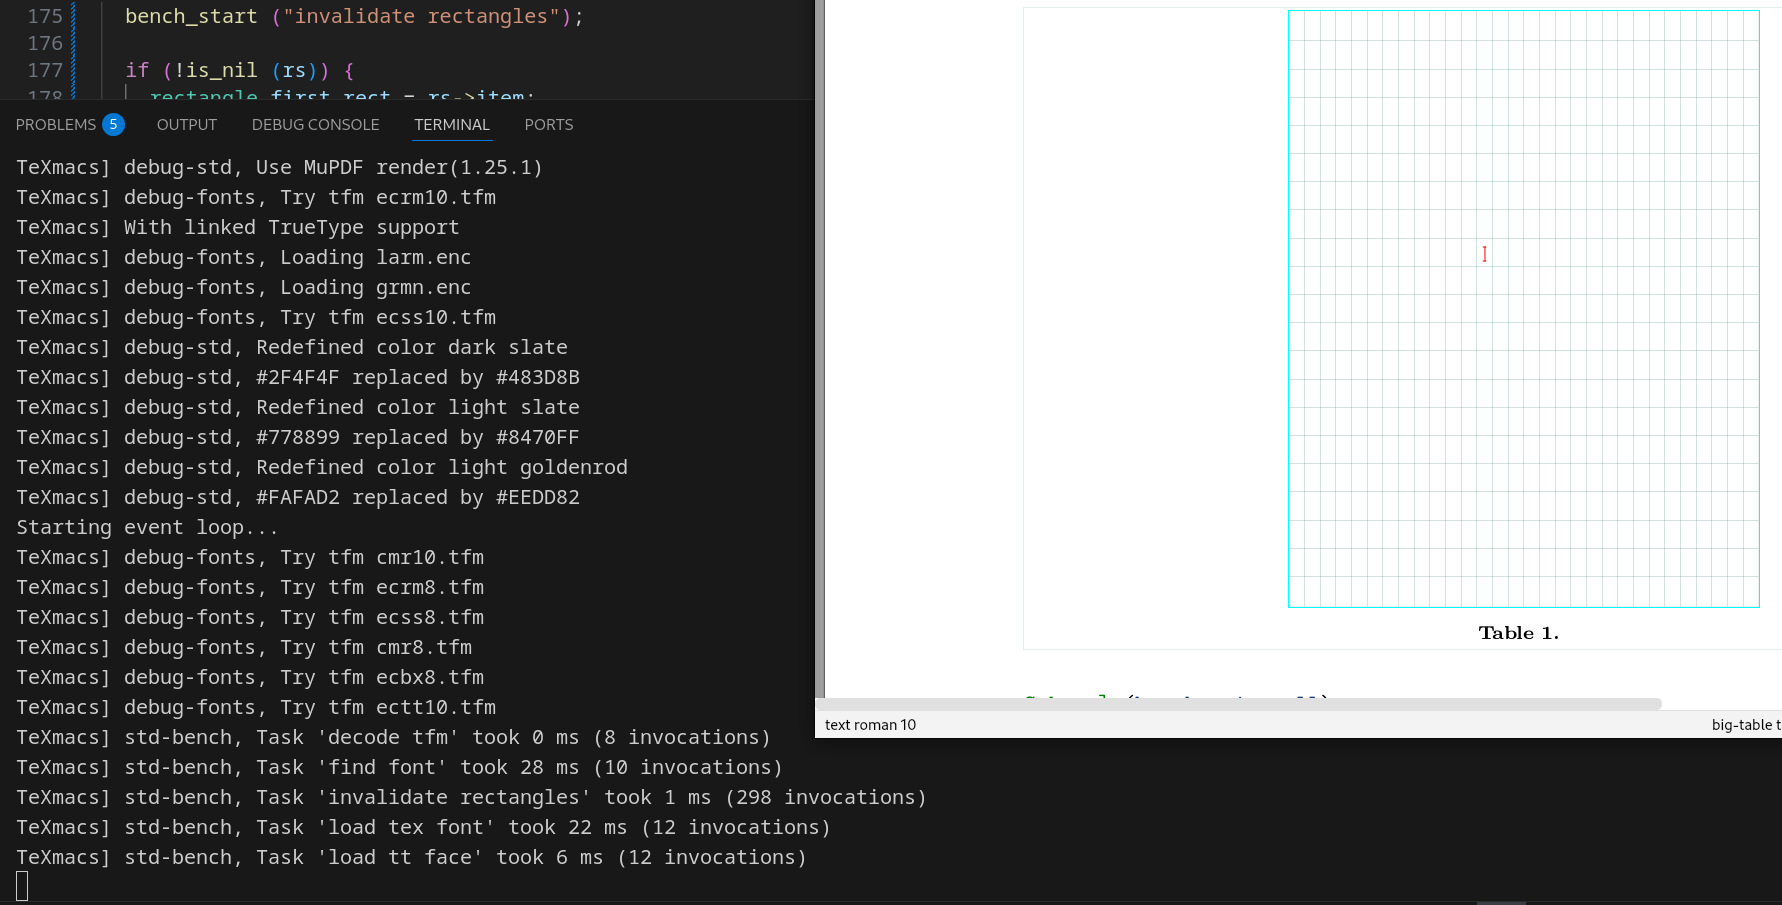 175 bench_start ("invalidate rectangles");
176
177 if (!is_nil (rs)) {
178 rectangle first_rect = rs->item;
PROBLEMS 5 OUTPUT DEBUG CONSOLE TERMINAL PORTS
TeXmacs] debug-std, Use MuPDF render(1.25.1)
TeXmacs] debug-fonts, Try tfm ecrm10.tfm
TeXmacs] With linked TrueType support
TeXmacs] debug-fonts, Loading larm.enc
TeXmacs] debug-fonts, Loading grmn.enc
TeXmacs] debug-fonts, Try tfm ecss10.tfm
TeXmacs] debug-std, Redefined color dark slate
TeXmacs] debug-std, #2F4F4F replaced by #483D8B
TeXmacs] debug-std, Redefined color light slate
TeXmacs] debug-std, #778899 replaced by #8470FF
TeXmacs] debug-std, Redefined color light goldenrod
TeXmacs] debug-std, #FAFAD2 replaced by #EEDD82
Starting event loop...
TeXmacs] debug-fonts, Try tfm cmr10.tfm
TeXmacs] debug-fonts, Try tfm ecrm8.tfm
TeXmacs] debug-fonts, Try tfm ecss8.tfm
TeXmacs] debug-fonts, Try tfm cmr8.tfm
TeXmacs] debug-fonts, Try tfm ecbx8.tfm
TeXmacs] debug-fonts, Try tfm ectt10.tfm
TeXmacs] std-bench, Task 'decode tfm' took 0 ms (8 invocations)
TeXmacs] std-bench, Task 'find font' took 28 ms (10 invocations)
TeXmacs] std-bench, Task 'invalidate rectangles' took 1 ms (298 invocations)
TeXmacs] std-bench, Task 'load tex font' took 22 ms (12 invocations)
TeXmacs] std-bench, Task 'load tt face' took 6 ms (12 invocations)
Table 1.
text roman 10
big-table t